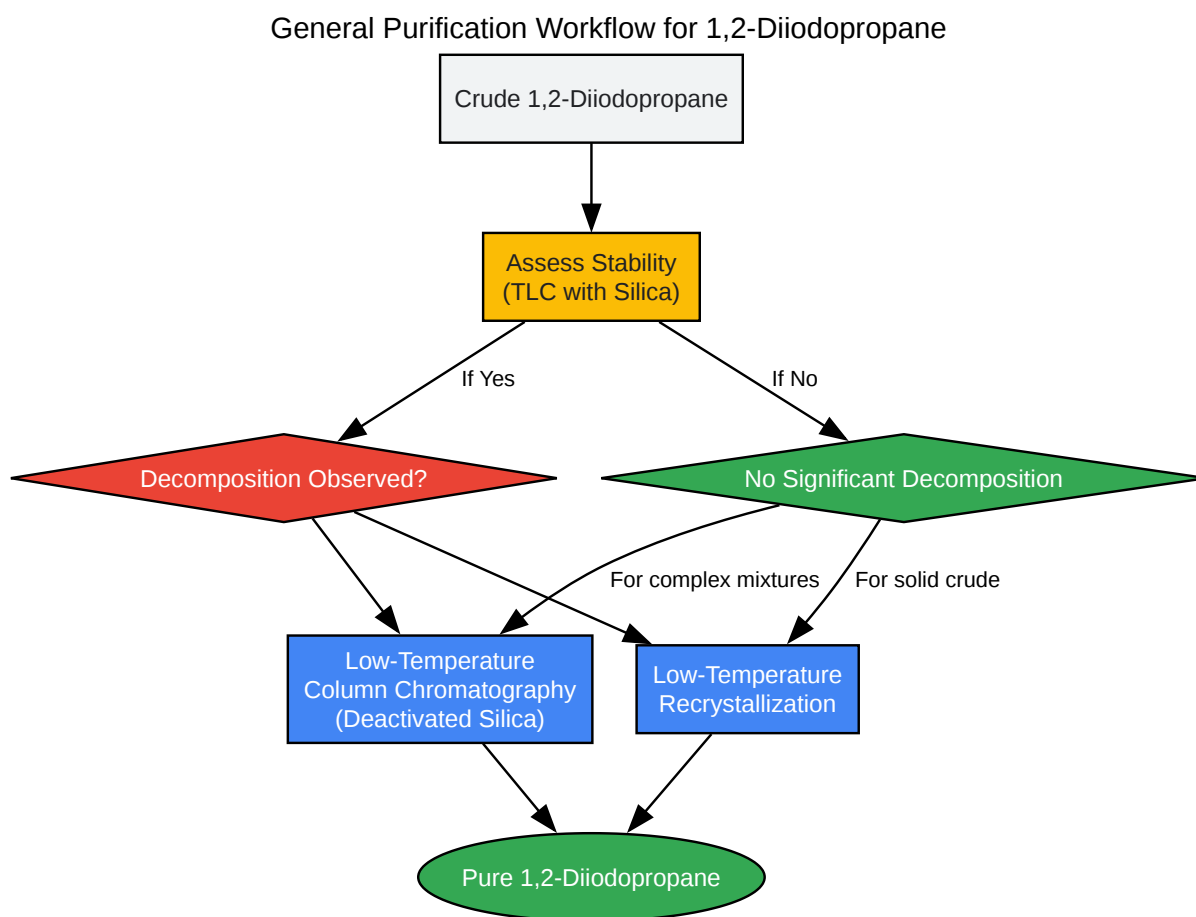 General Purification Workflow for 1,2-Diiodopropane
Crude 1,2-Diiodopropane
Assess Stability
(TLC with Silica)
If Yes
If No
Decomposition Observed?
No Significant Decomposition
For complex mixtures
For solid crude
Low-Temperature
Column Chromatography
(Deactivated Silica)
Low-Temperature
Recrystallization
Pure 1,2-Diiodopropane